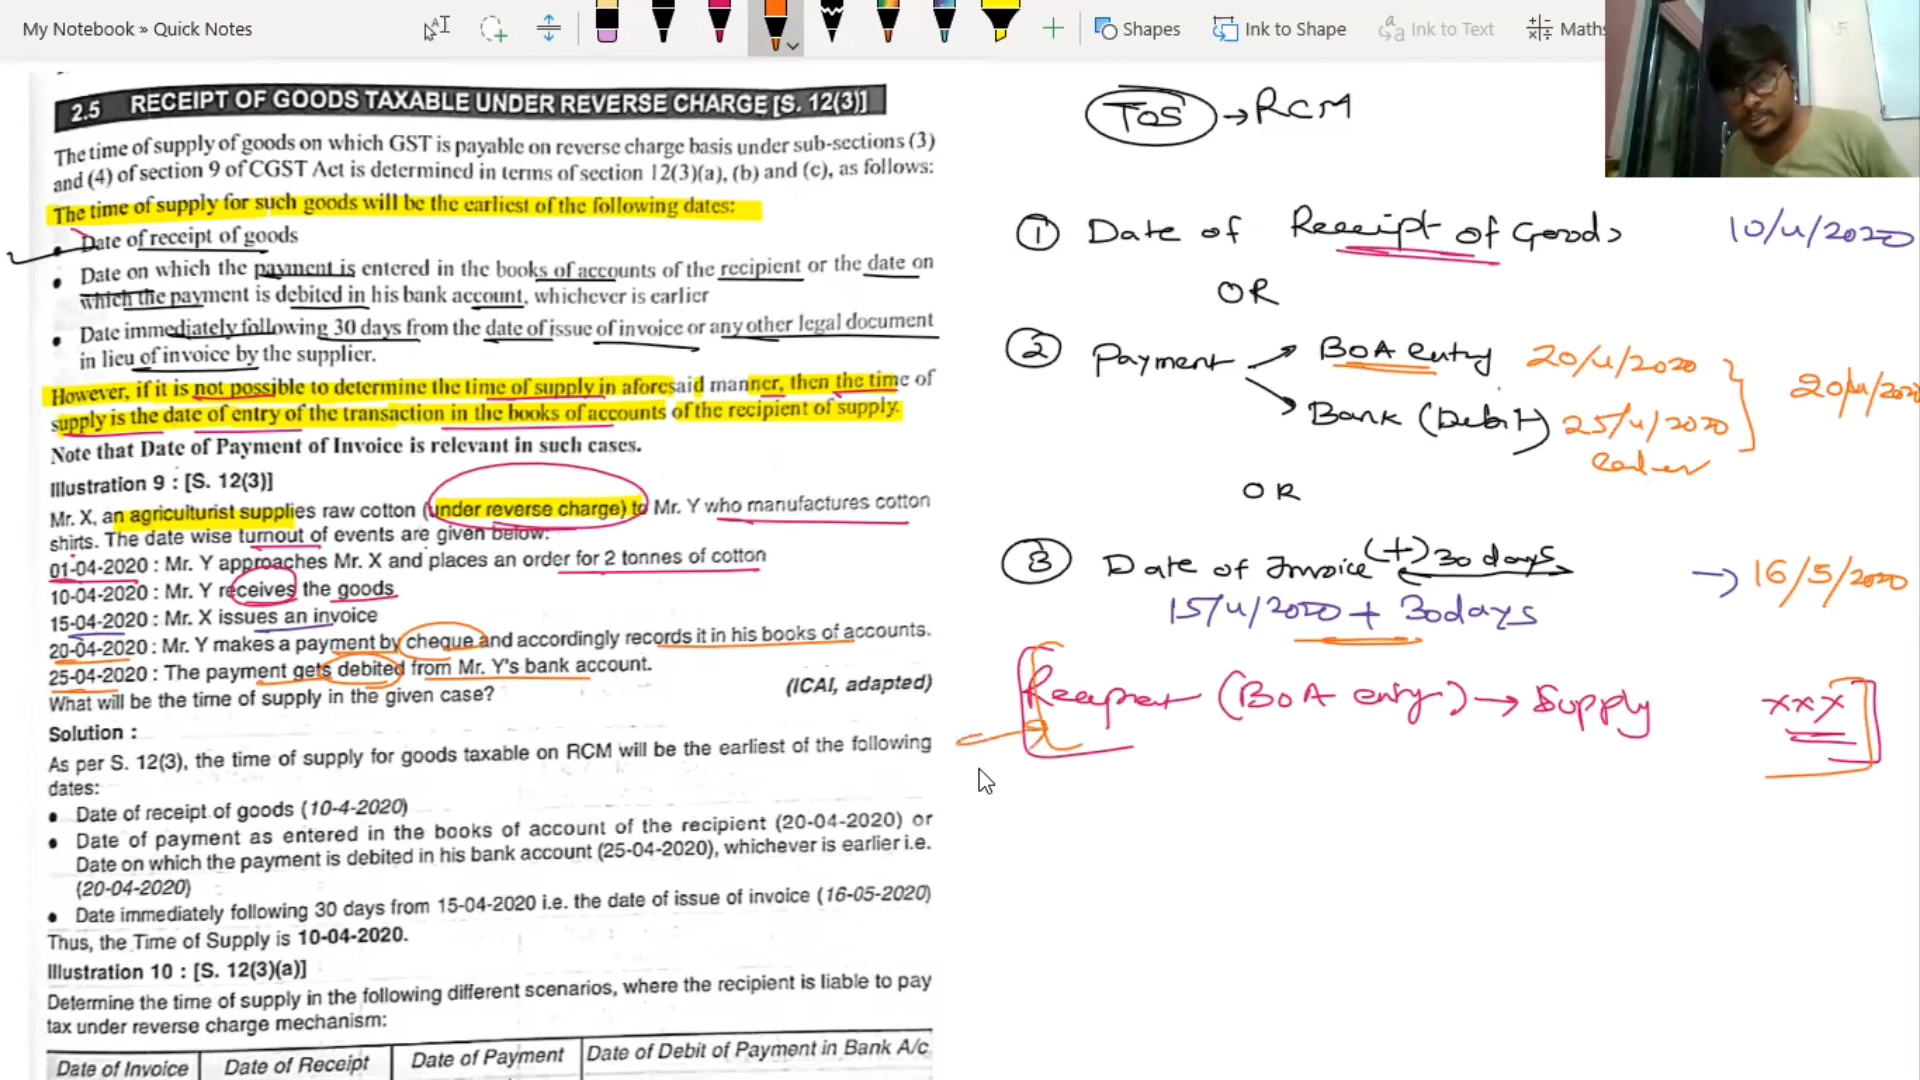 My Notebook » Quick Notes
Shapes
Ink to Shape
Ink to Text
Maths
2.5 RECEIPT OF GOODS TAXABLE UNDER REVERSE CHARGE [S. 12(3)]
The time of supply of goods on which GST is payable on reverse charge basis under sub-sections (3)
and (4) of section 9 of CGST Act is determined in terms of section 12(3)(a), (b) and (c), as follows:
The time of supply for such goods will be the earliest of the following dates:
• Date of receipt of goods
• Date on which the payment is entered in the books of accounts of the recipient or the date on
which the payment is debited in his bank account, whichever is earlier
• Date immediately following 30 days from the date of issue of invoice or any other legal document
in lieu of invoice by the supplier.
However, if it is not possible to determine the time of supply in aforesaid manner, then the time of
supply is the date of entry of the transaction in the books of accounts of the recipient of supply.
Note that Date of Payment of Invoice is relevant in such cases.
Illustration 9 : [S. 12(3)]
Mr. X, an agriculturist supplies raw cotton (under reverse charge) to Mr. Y who manufactures cotton
shirts. The date wise turnout of events are given below:
01-04-2020 : Mr. Y approaches Mr. X and places an order for 2 tonnes of cotton
10-04-2020 : Mr. Y receives the goods
15-04-2020 : Mr. X issues an invoice
20-04-2020 : Mr. Y makes a payment by cheque and accordingly records it in his books of accounts.
25-04-2020 : The payment gets debited from Mr. Y's bank account.
What will be the time of supply in the given case?
(ICAI, adapted)
Solution :
As per S. 12(3), the time of supply for goods taxable on RCM will be the earliest of the following
dates:
• Date of receipt of goods (10-4-2020)
• Date of payment as entered in the books of account of the recipient (20-04-2020) or
Date on which the payment is debited in his bank account (25-04-2020), whichever is earlier i.e.
(20-04-2020)
• Date immediately following 30 days from 15-04-2020 i.e. the date of issue of invoice (16-05-2020)
Thus, the Time of Supply is 10-04-2020.
Illustration 10 : [S. 12(3)(a)]
Determine the time of supply in the following different scenarios, where the recipient is liable to pay
tax under reverse charge mechanism:
Date of Invoice Date of Receipt Date of Payment Date of Debit of Payment in Bank A/c
TOS → RCM
① Date of Receipt of Goods 10/4/2020
OR
② Payment → BOA entry 20/4/2020
Bank (Debit) 25/4/2020
20/4/2020
earlier
OR
③ Date of Invoice (+) 30 days → 16/5/2020
15/4/2020 + 30days
(BOA entry) → Supply xxx